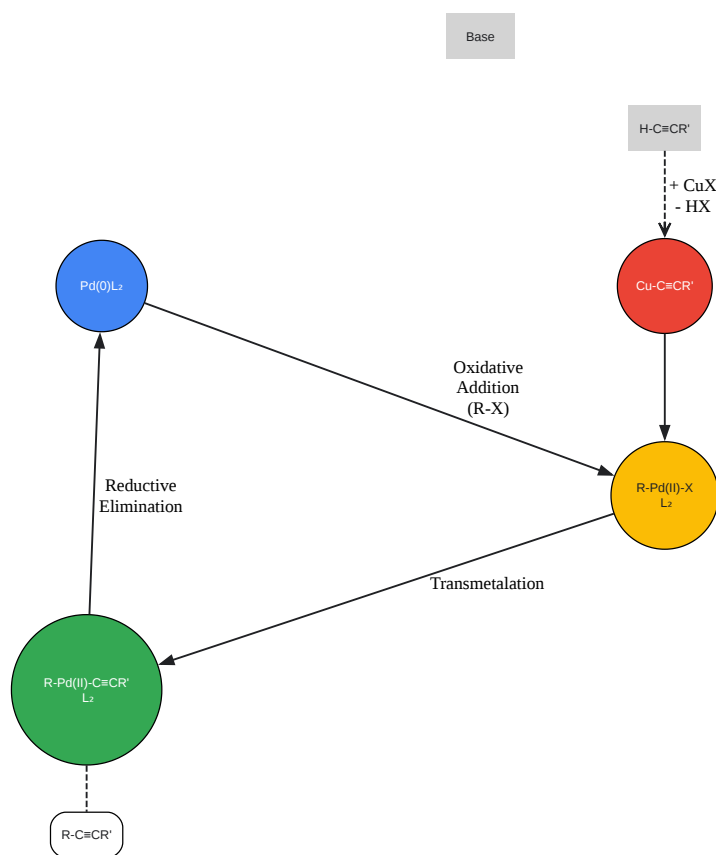 Base
H-C≡CR'
+ CuX
- HX
Pd(0)L₂
Cu-C≡CR'
Oxidative
Addition
(R-X)
Reductive
Elimination
R-Pd(II)-X
L₂
Transmetalation
R-Pd(II)-C≡CR'
L₂
R-C≡CR'